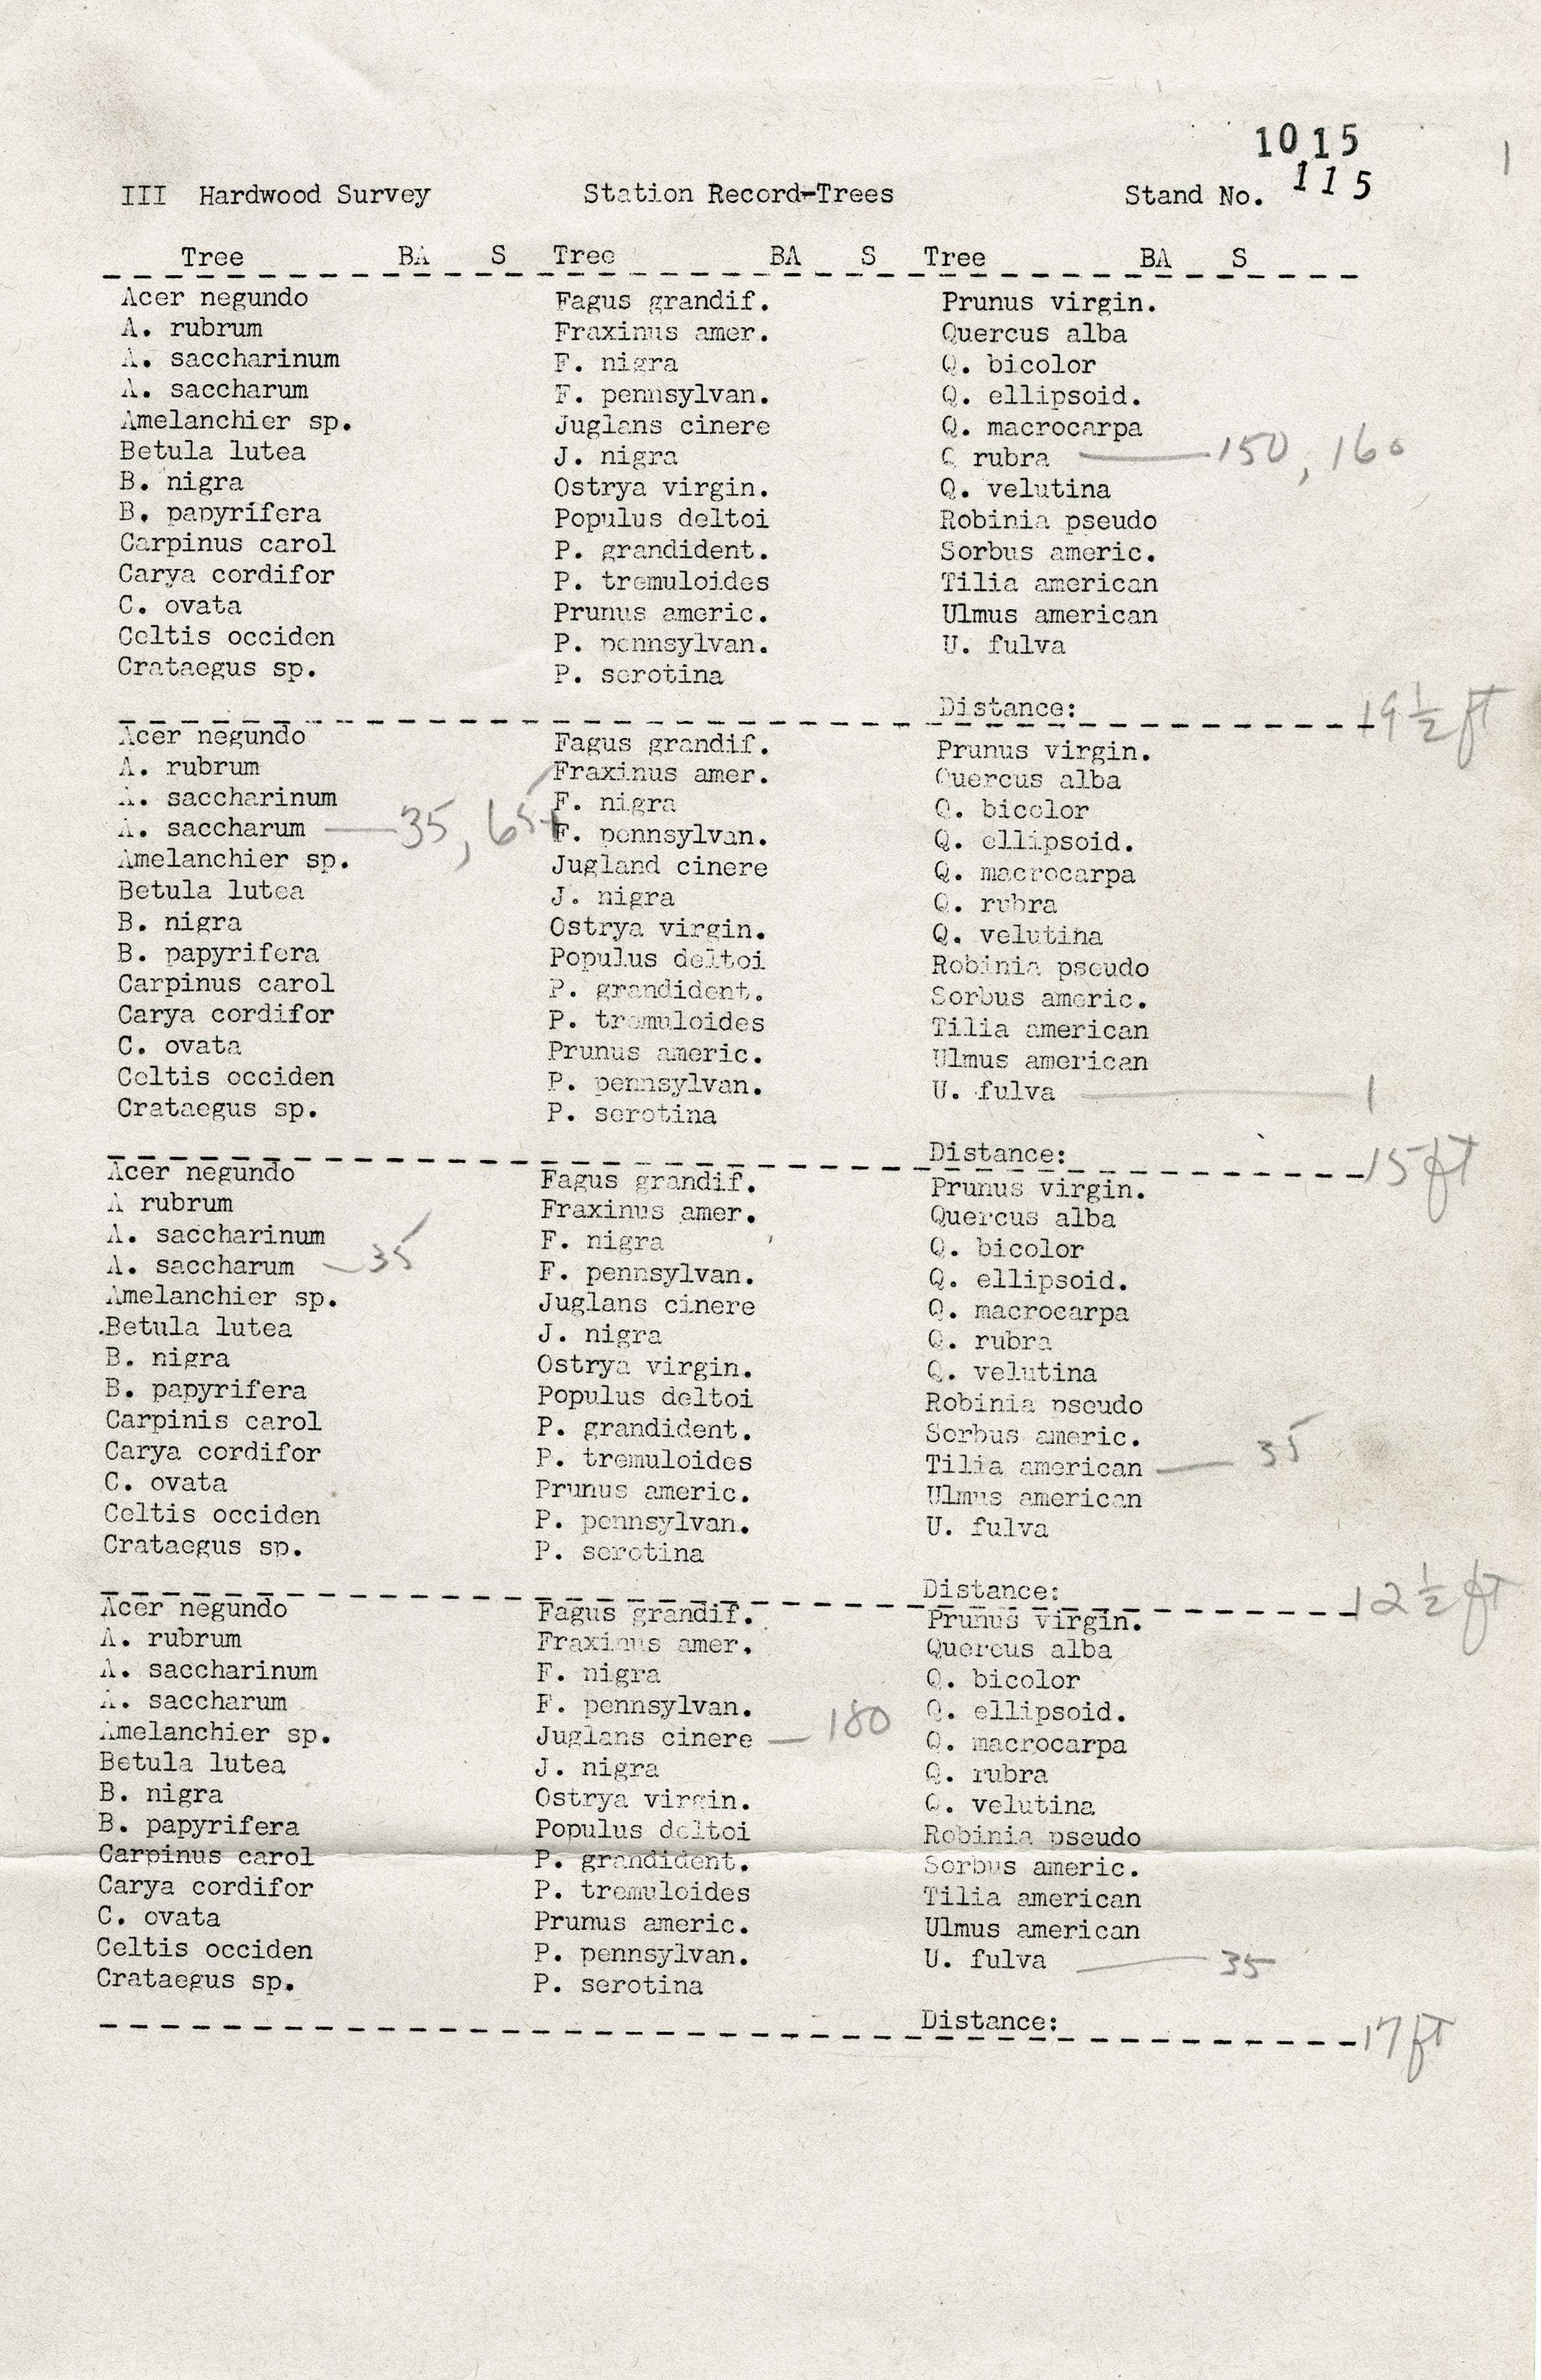 1015
1
III Hardwood Survey Station Record-Trees Stand No. 115
Tree BA S Tree BA S Tree BA S
Acer negundo Fagus grandif. Prunus virgin.
A. rubrum Fraxinus amer. Quercus alba
A. saccharinum F. nigra Q. bicolor
A. saccharum F. pennsylvan. Q. ellipsoid.
Amelanchier sp. Juglans cinere Q. macrocarpa
Betula lutea J. nigra Q rubra 150, 160
B. nigra Ostrya virgin. Q. velutina
B. papyrifera Populus deltoi Robinia pseudo
Carpinus carol P. grandident. Sorbus americ.
Carya cordifor P. tremuloides Tilia american
C. ovata Prunus americ. Ulmus american
Celtis occiden P. pennsylvan. U. fulva
Crataegus sp. P. serotina
Distance: 19 1/2 ft
Acer negundo Fagus grandif. Prunus virgin.
A. rubrum Fraxinus amer. Quercus alba
A. saccharinum F. nigra Q. bicolor
A. saccharum 35, 65+ F. pennsylvan. Q. ellipsoid.
Amelanchier sp. Jugland cinere Q. macrocarpa
Betula lutea J. nigra Q. rubra
B. nigra Ostrya virgin. Q. velutina
B. papyrifera Populus deltoi Robinia pseudo
Carpinus carol P. grandident. Sorbus americ.
Carya cordifor P. tremuloides Tilia american
C. ovata Prunus americ. Ulmus american
Celtis occiden P. pennsylvan. U. fulva 1
Crataegus sp. P. serotina
Distance: 15 ft
Acer negundo Fagus grandif. Prunus virgin.
A rubrum Fraxinus amer. Quercus alba
A. saccharinum F. nigra Q. bicolor
A. saccharum 35 F. pennsylvan. Q. ellipsoid.
Amelanchier sp. Juglans cinere Q. macrocarpa
Betula lutea J. nigra Q. rubra
B. nigra Ostrya virgin. Q. velutina
B. papyrifera Populus deltoi Robinia pseudo
Carpinis carol P. grandident. Sorbus americ.
Carya cordifor P. tremuloides Tilia american 35
C. ovata Prunus americ. Ulmus american
Celtis occiden P. pennsylvan. U. fulva
Crataegus sp. P. serotina
Distance: 12 1/2 ft
Acer negundo Fagus grandif. Prunus virgin.
A. rubrum Fraxinus amer. Quercus alba
A. saccharinum F. nigra Q. bicolor
A. saccharum F. pennsylvan. Q. ellipsoid.
Amelanchier sp. Juglans cinere 180 Q. macrocarpa
Betula lutea J. nigra Q. rubra
B. nigra Ostrya virgin. Q. velutina
B. papyrifera Populus deltoi Robinia pseudo
Carpinus carol P. grandident. Sorbus americ.
Carya cordifor P. tremuloides Tilia american
C. ovata Prunus americ. Ulmus american
Celtis occiden P. pennsylvan. U. fulva 35
Crataegus sp. P. serotina
Distance: 17 ft